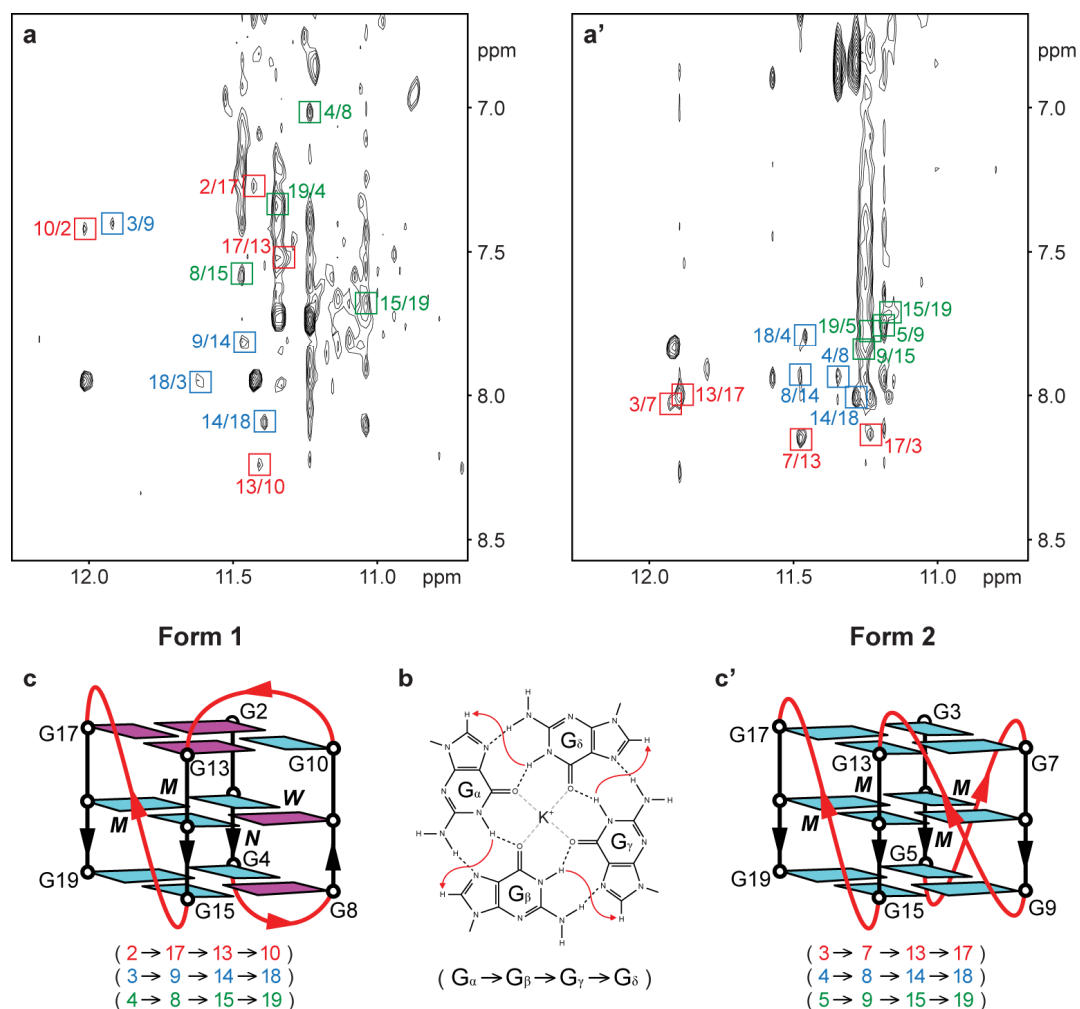 a
ppm
7.0
7.5
8.0
8.5
4/8
2/17
19/4
10/2
3/9
17/13
8/15
15/19
9/14
18/3
14/18
13/10
12.0
11.5
11.0
ppm
a’
ppm
7.0
7.5
8.0
8.5
15/19
19/5
5/9
18/4
9/15
4/8
13/17
8/14
3/7
14/18
7/13
17/3
12.0
11.5
11.0
ppm
Form 1
Form 2
c
G2
G17
G13
G10
M
W
M
N
G4
G19
G15
G8
( 2 → 17 → 13 → 10 )
( 3 → 9 → 14 → 18 )
( 4 → 8 → 15 → 19 )
b
H
H
N
N
N
H
N
N
H
Gδ
N
N
H
O
H
N
H
Gα
O
N
N
N
H
K+
H
N
N
Gγ
O
N
N
N
H
H
O
N
H
H
N
Gβ
N
N
N
N
H
H
H
( Gα → Gβ → Gγ → Gδ )
c’
G3
G17
G13
G7
M
M
M
M
G5
G19
G15
G9
( 3 → 7 → 13 → 17 )
( 4 → 8 → 14 → 18 )
( 5 → 9 → 15 → 19 )